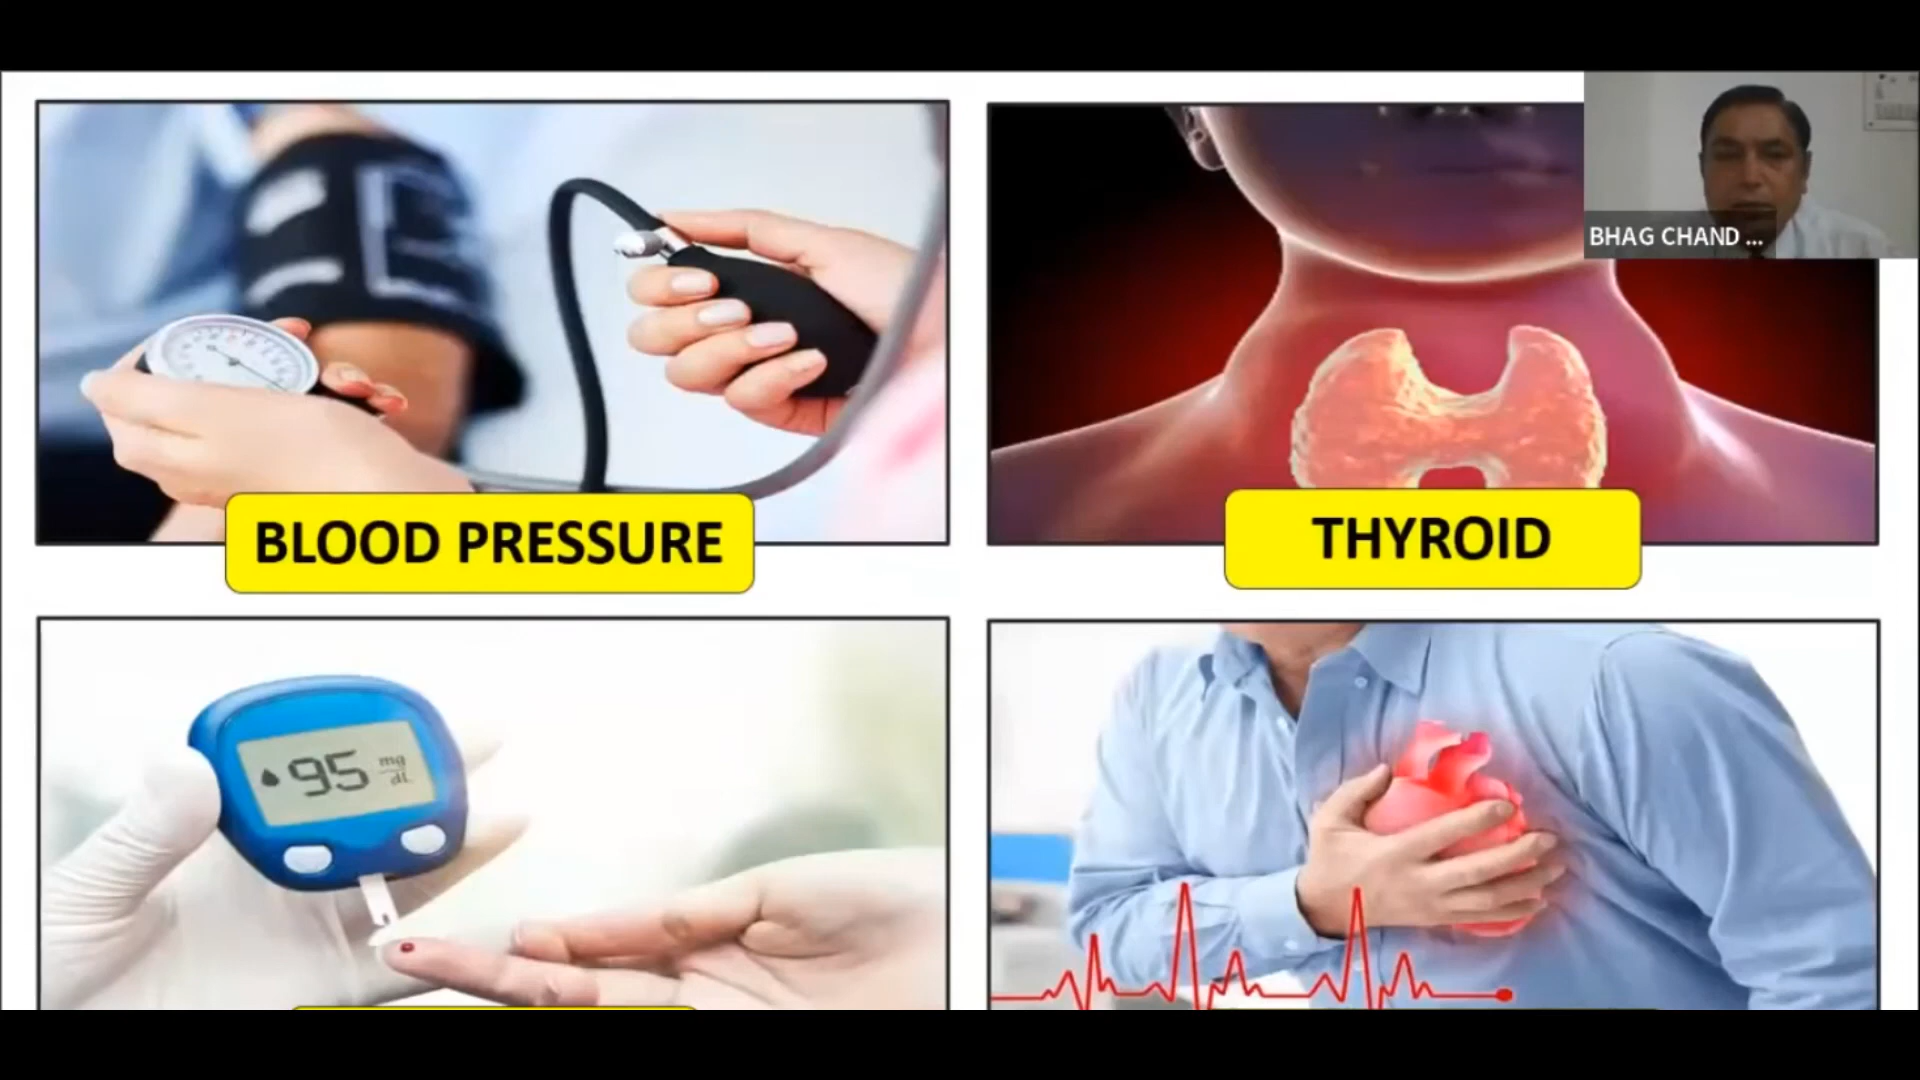 BHAG CHAND ...
BLOOD PRESSURE
THYROID
95 mg
dL